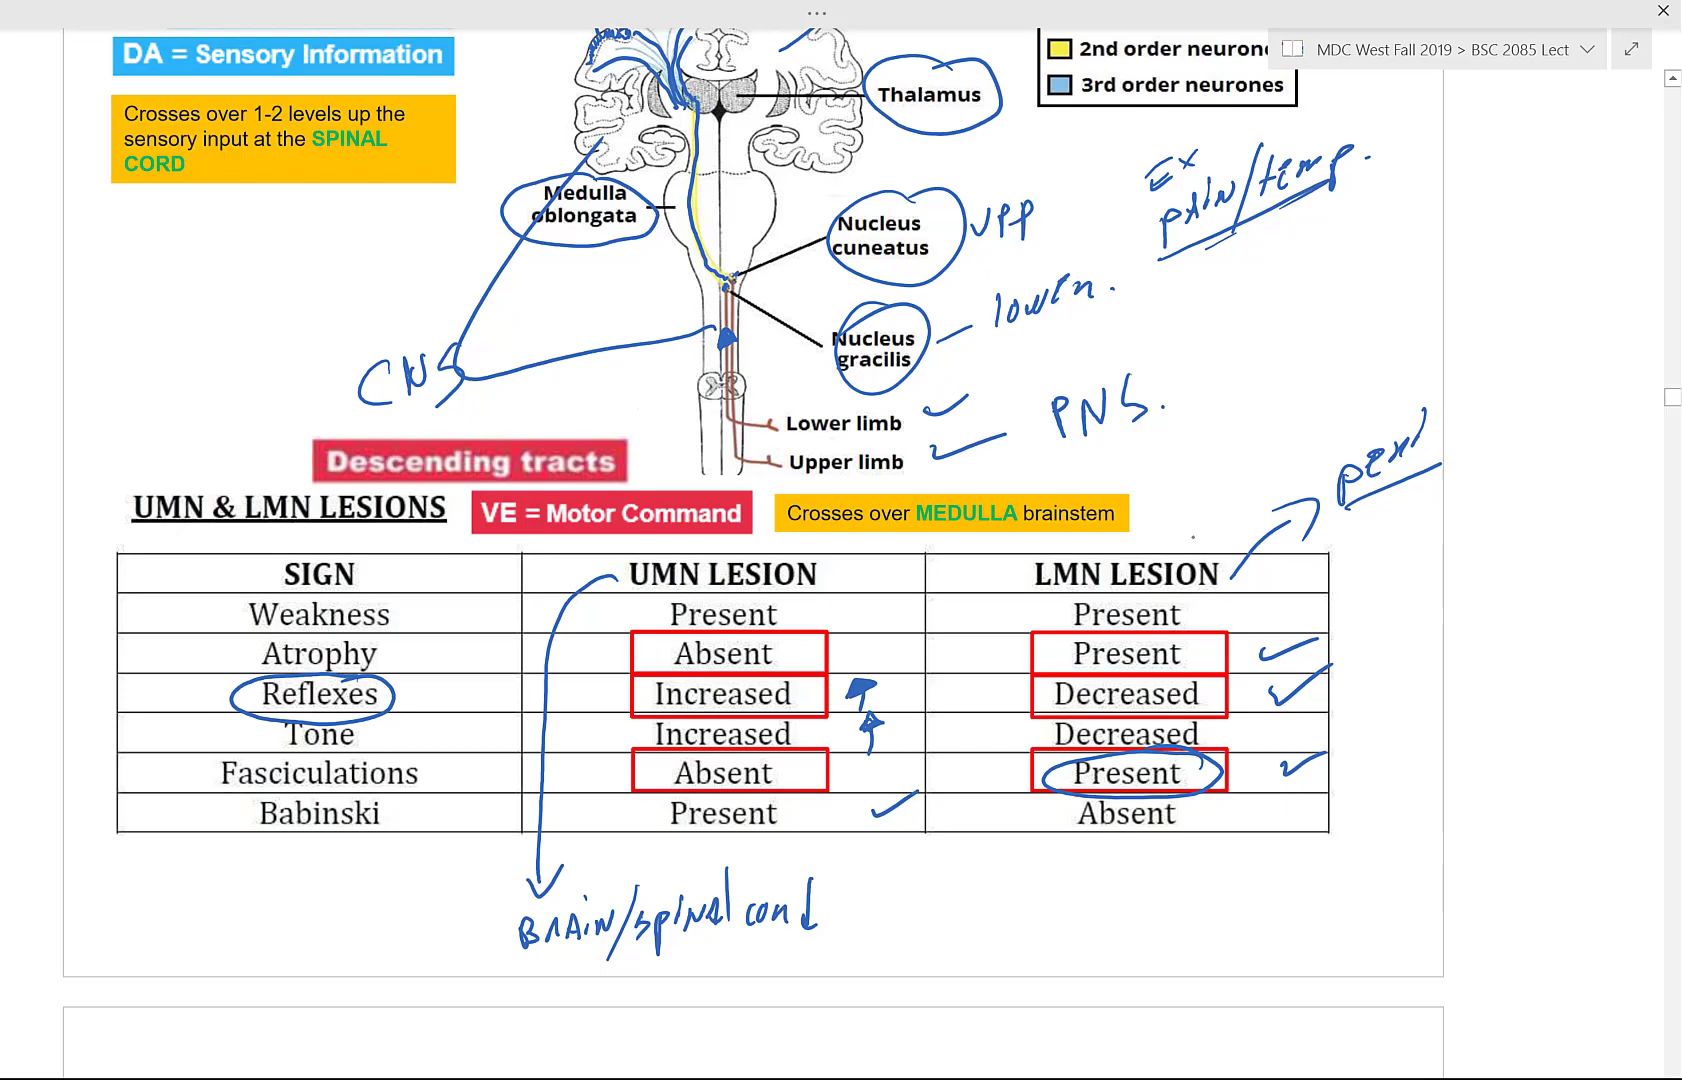 MDC West Fall 2019 > BSC 2085 Lect
DA = Sensory Information
Crosses over 1-2 levels up the
sensory input at the SPINAL
CORD
2nd order neurone
3rd order neurones
Thalamus
Ex
pain/temp.
Medulla
oblongata
Nucleus
cuneatus
UPP
lower.
Nucleus
gracilis
CNS
PNS.
Lower limb
Upper limb
Descending tracts
UMN & LMN LESIONS
VE = Motor Command
Crosses over MEDULLA brainstem
SIGN UMN LESION LMN LESION
Weakness Present Present
Atrophy Absent Present
Reflexes Increased Decreased
Tone Increased Decreased
Fasciculations Absent Present
Babinski Present Absent
BRAIN/spinal cord